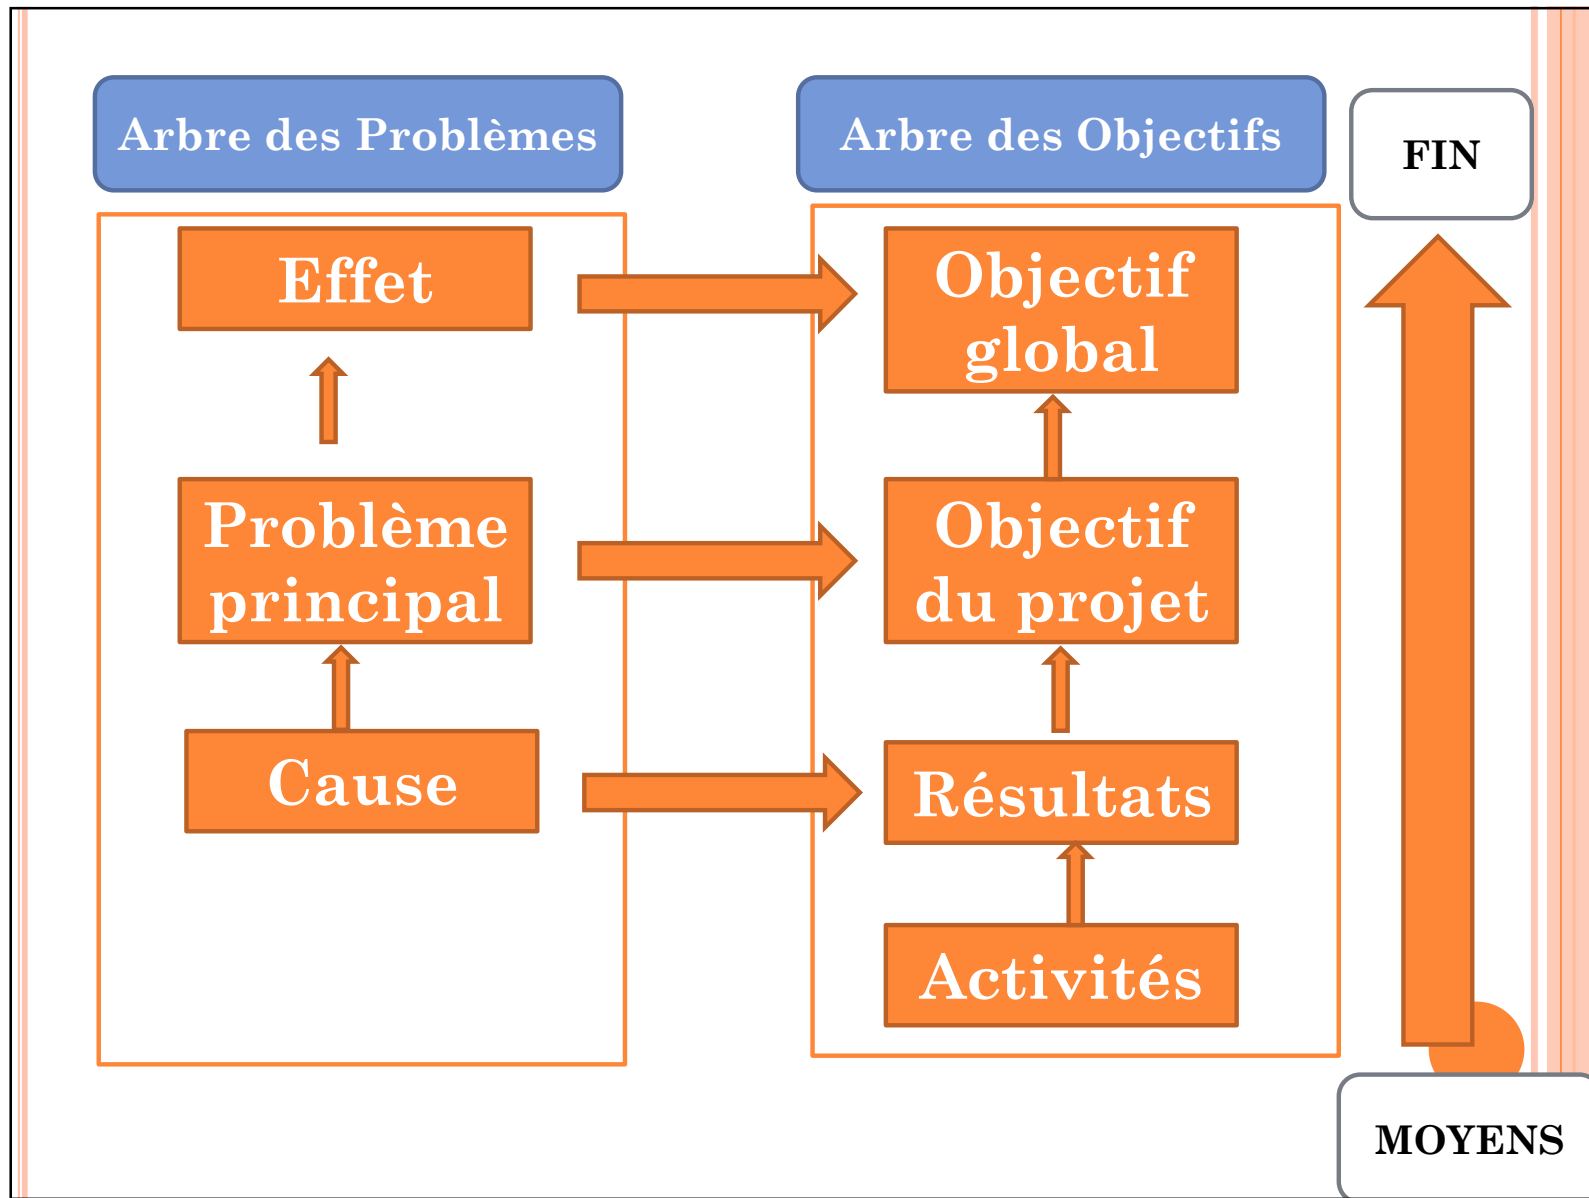 Arbre des Problèmes
Effet
Problème
principal
Cause
Arbre des Objectifs
Objectif
global
Objectif
du projet
Résultats
Activités
FIN
MOYENS